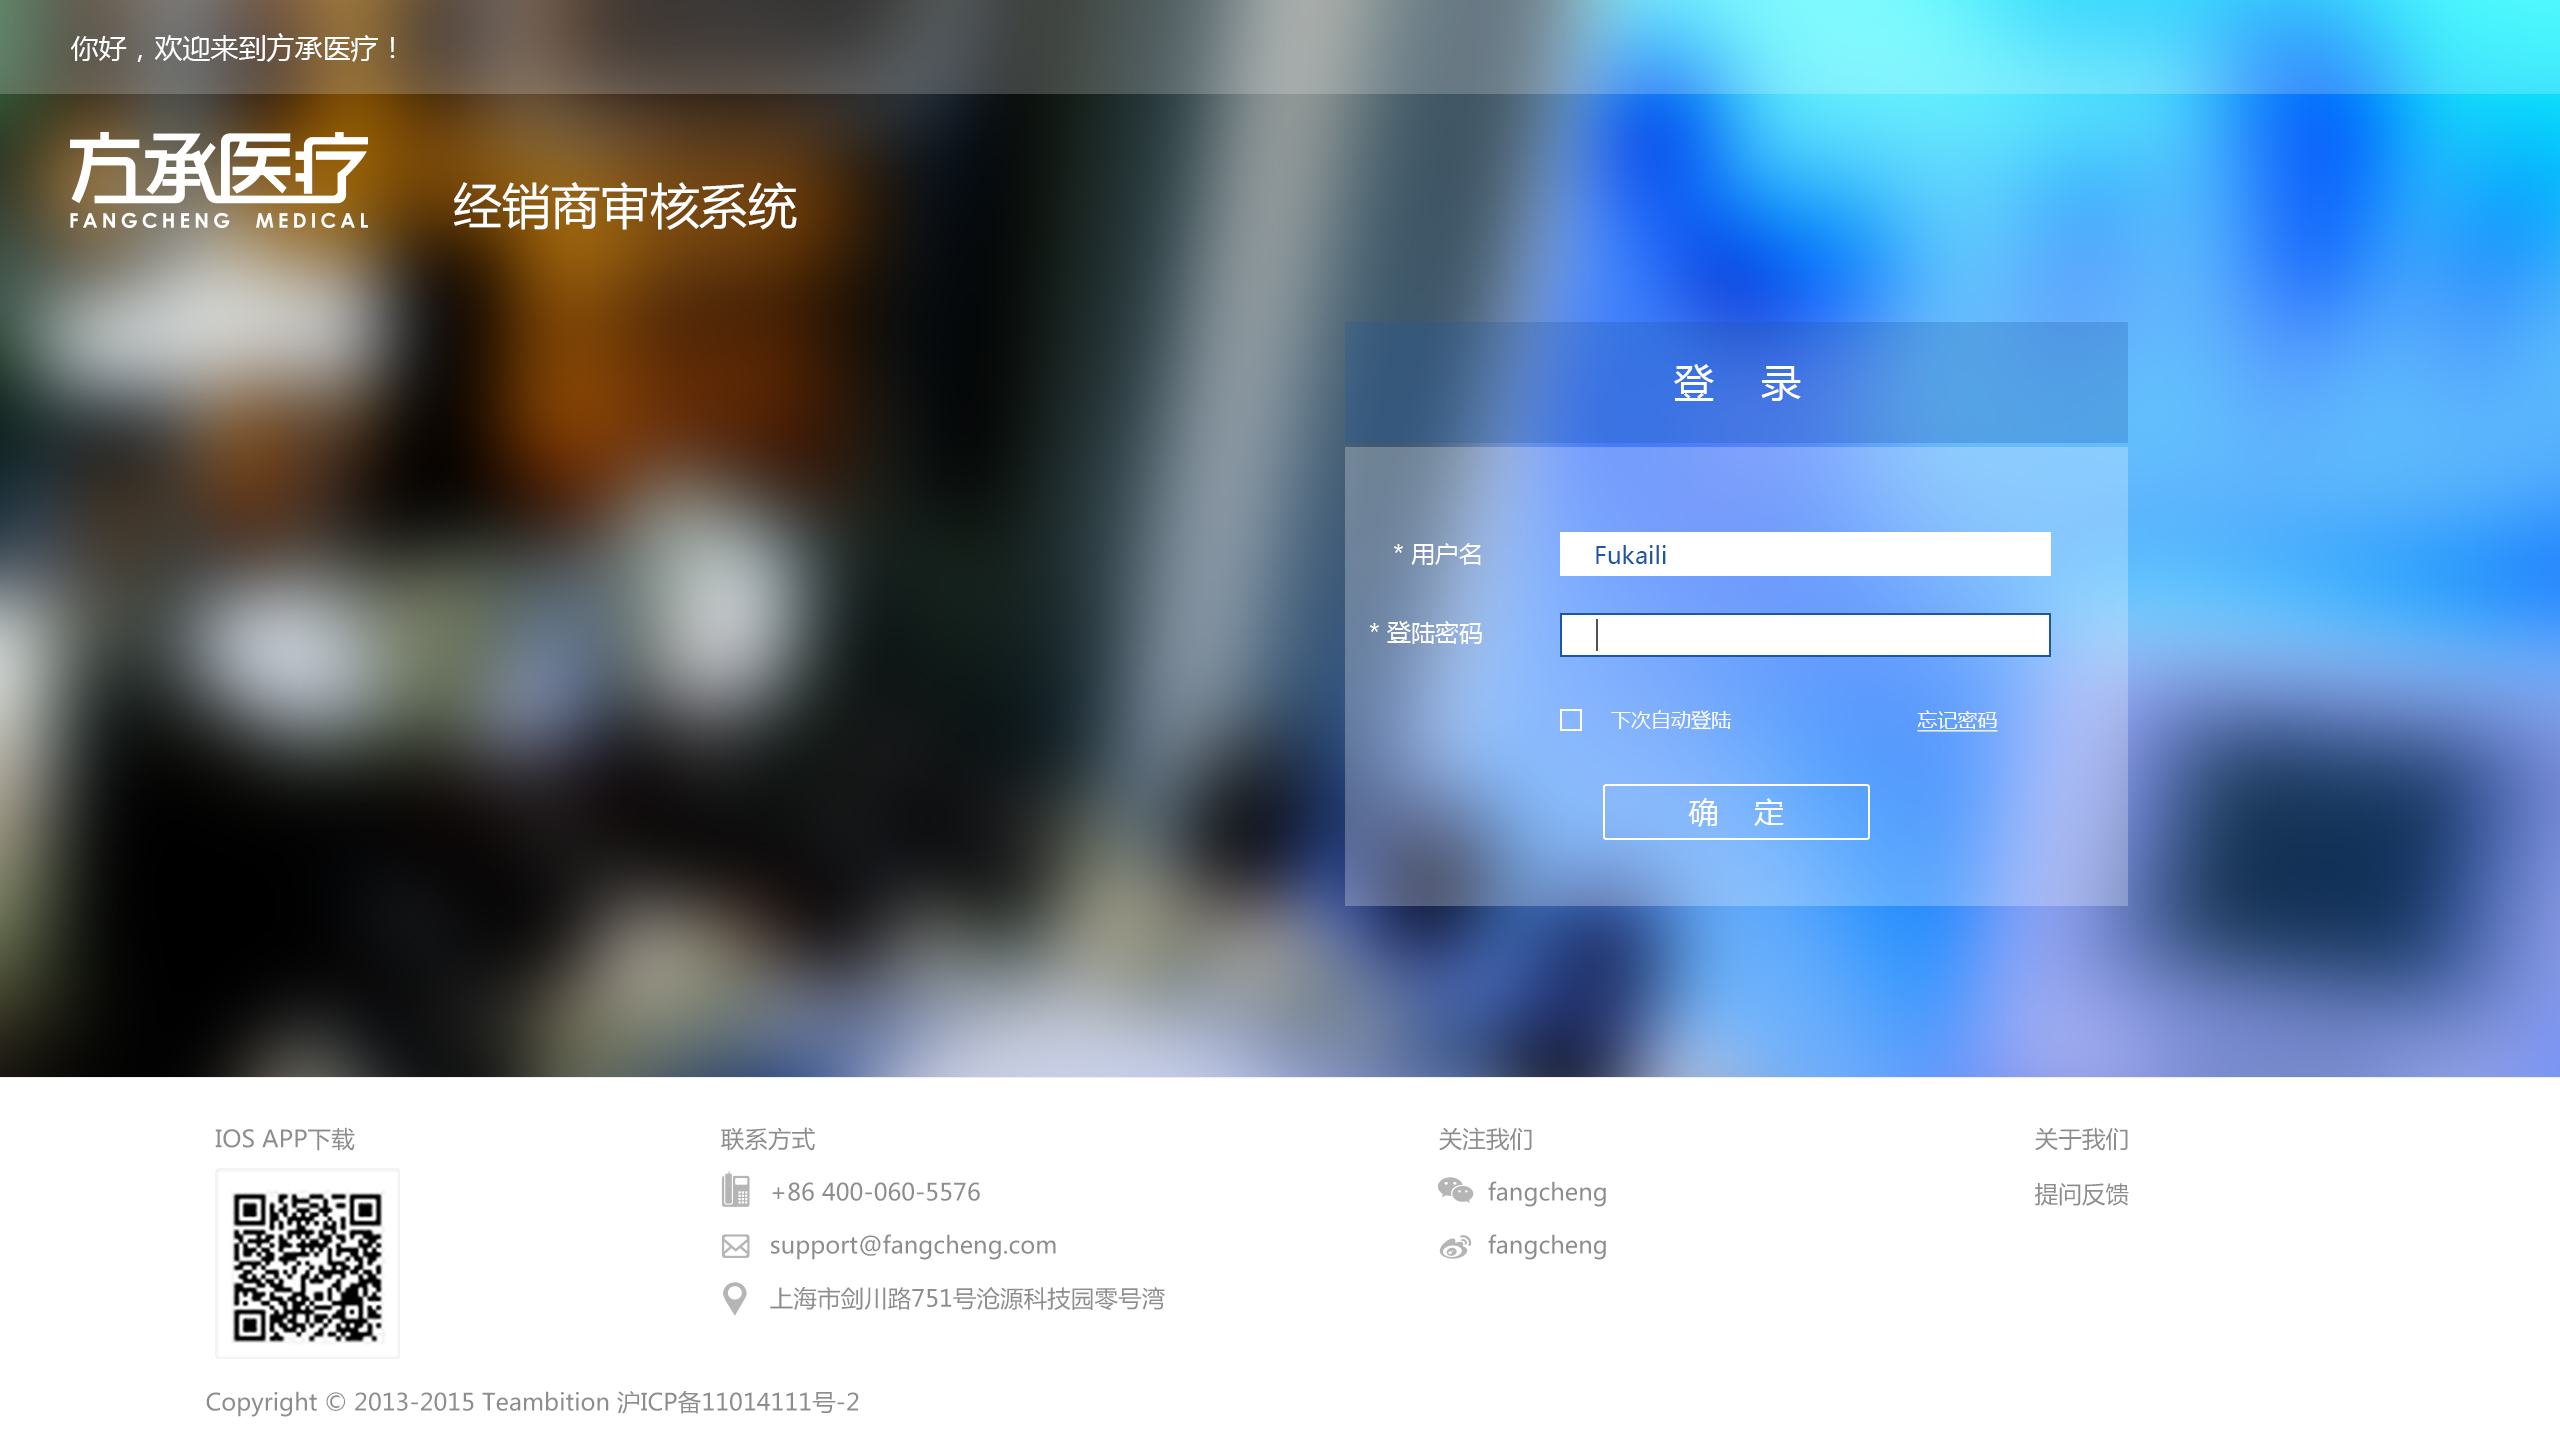 你好，欢迎来到方承医疗！
方承医疗
FANGCHENG MEDICAL
经销商审核系统
登 录
* 用户名
Fukaili
* 登陆密码
下次自动登陆
忘记密码
确 定
IOS APP下载
联系方式
+86 400-060-5576
support@fangcheng.com
上海市剑川路751号沧源科技园零号湾
关注我们
fangcheng
fangcheng
关于我们
提问反馈
Copyright © 2013-2015 Teambition 沪ICP备11014111号-2